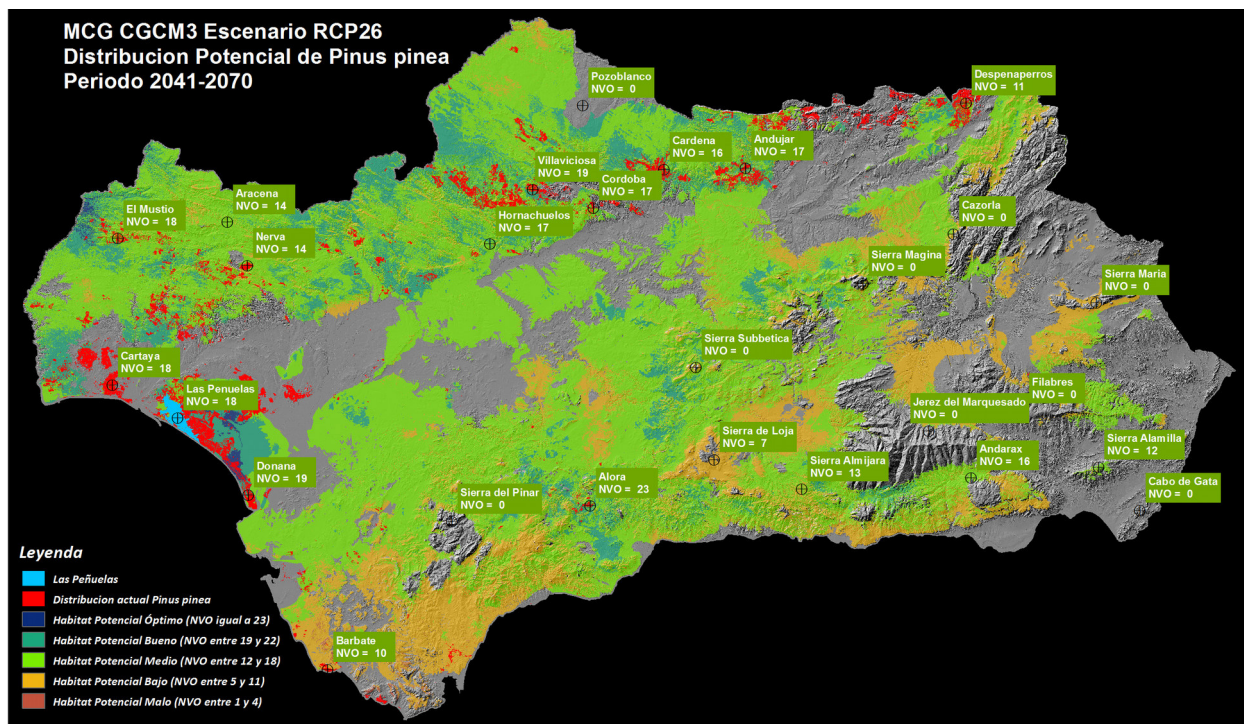 MCG CGCM3 Escenario RCP26
Distribucion Potencial de Pinus pinea
Periodo 2041-2070
Pozoblanco
NVO = 0
Despenaperros
NVO = 11
Cardena
NVO = 16
Andujar
NVO = 17
Villaviciosa
NVO = 19
Cordoba
NVO = 17
Aracena
NVO = 14
El Mustio
NVO = 18
Hornachuelos
NVO = 17
Cazorla
NVO = 0
Nerva
NVO = 14
Sierra Magina
NVO = 0
Sierra Maria
NVO = 0
Sierra Subbetica
NVO = 0
Cartaya
NVO = 18
Las Penuelas
NVO = 18
Filabres
NVO = 0
Jerez del Marquesado
NVO = 0
Sierra de Loja
NVO = 7
Sierra Alamilla
NVO = 12
Andarax
NVO = 16
Sierra Almijara
NVO = 13
Donana
NVO = 19
Alora
NVO = 23
Cabo de Gata
NVO = 0
Sierra del Pinar
NVO = 0
Barbate
NVO = 10
Leyenda
Las Peñuelas
Distribucion actual Pinus pinea
Habitat Potencial Óptimo (NVO igual a 23)
Habitat Potencial Bueno (NVO entre 19 y 22)
Habitat Potencial Medio (NVO entre 12 y 18)
Habitat Potencial Bajo (NVO entre 5 y 11)
Habitat Potencial Malo (NVO entre 1 y 4)